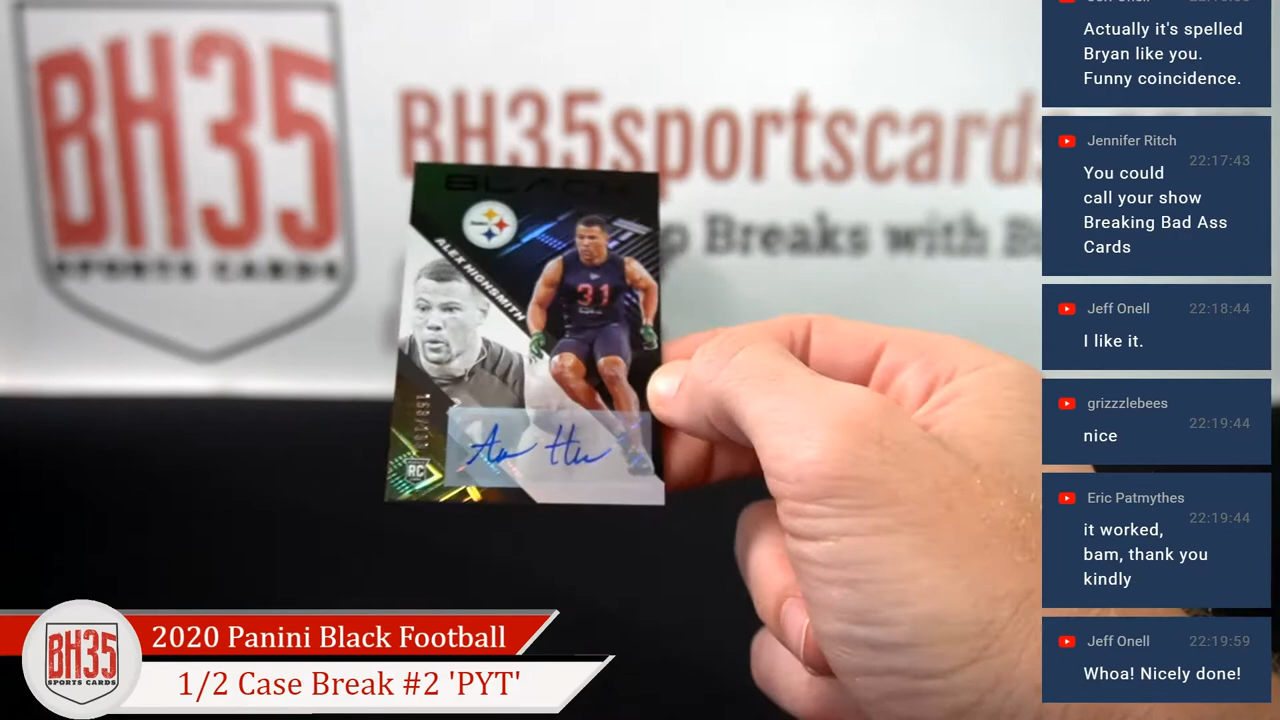 BH35
SPORTS CARDS
BH35sportscards
p Breaks with B
BLACK
ALEX HIGHSMITH
31
RC
2020 Panini Black Football
1/2 Case Break #2 'PYT'
BH35
SPORTS CARDS
Actually it's spelled
Bryan like you.
Funny coincidence.
Jennifer Ritch
22:17:43
You could
call your show
Breaking Bad Ass
Cards
Jeff Onell 22:18:44
I like it.
grizzzlebees
22:19:44
nice
Eric Patmythes
22:19:44
it worked,
bam, thank you
kindly
Jeff Onell 22:19:59
Whoa! Nicely done!